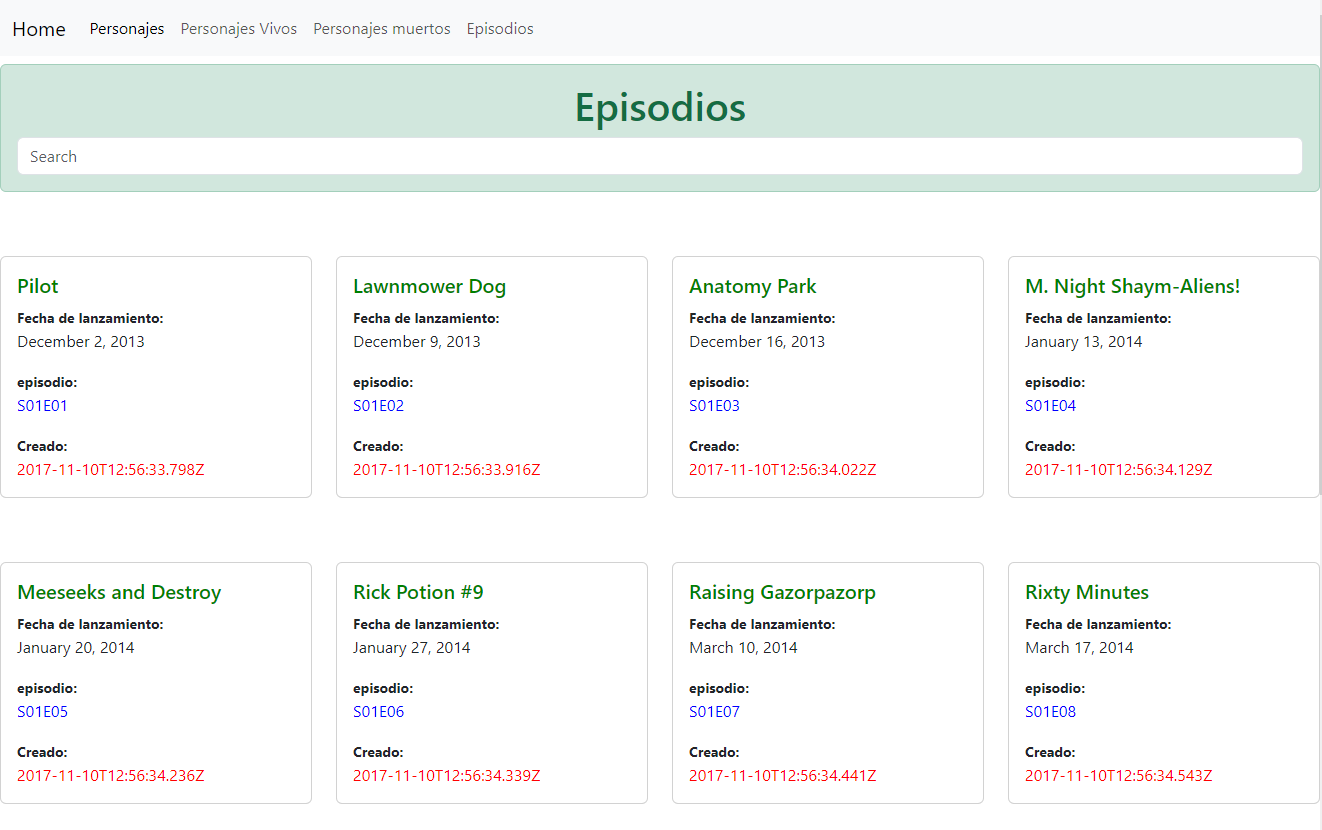 Home Personajes Personajes Vivos Personajes muertos Episodios
Episodios
Search
Pilot
Fecha de lanzamiento:
December 2, 2013
episodio:
S01E01
Creado:
2017-11-10T12:56:33.798Z
Lawnmower Dog
Fecha de lanzamiento:
December 9, 2013
episodio:
S01E02
Creado:
2017-11-10T12:56:33.916Z
Anatomy Park
Fecha de lanzamiento:
December 16, 2013
episodio:
S01E03
Creado:
2017-11-10T12:56:34.022Z
M. Night Shaym-Aliens!
Fecha de lanzamiento:
January 13, 2014
episodio:
S01E04
Creado:
2017-11-10T12:56:34.129Z
Meeseeks and Destroy
Fecha de lanzamiento:
January 20, 2014
episodio:
S01E05
Creado:
2017-11-10T12:56:34.236Z
Rick Potion #9
Fecha de lanzamiento:
January 27, 2014
episodio:
S01E06
Creado:
2017-11-10T12:56:34.339Z
Raising Gazorpazorp
Fecha de lanzamiento:
March 10, 2014
episodio:
S01E07
Creado:
2017-11-10T12:56:34.441Z
Rixty Minutes
Fecha de lanzamiento:
March 17, 2014
episodio:
S01E08
Creado:
2017-11-10T12:56:34.543Z